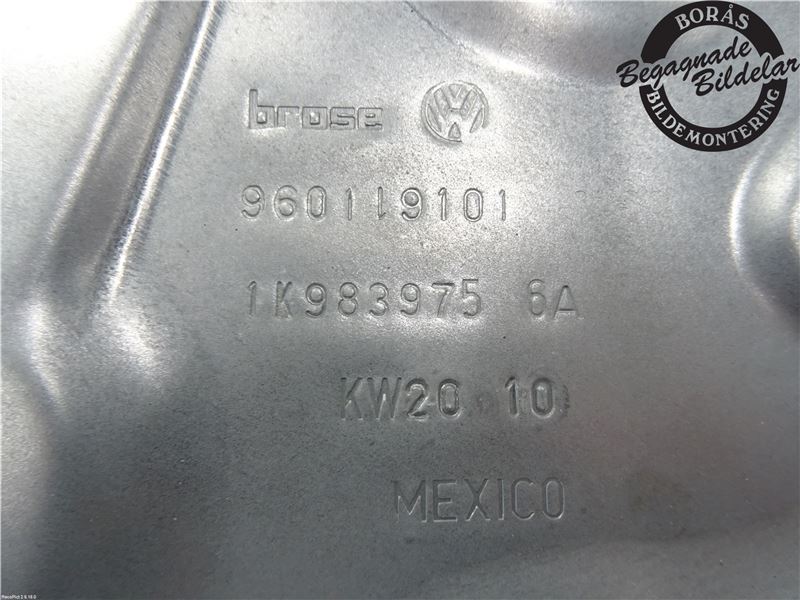 BORÅS
Begagnade
Bildelar
BILDEMONTERING
brose
960119101
1K983975 6A
KW20 10
MEXICO